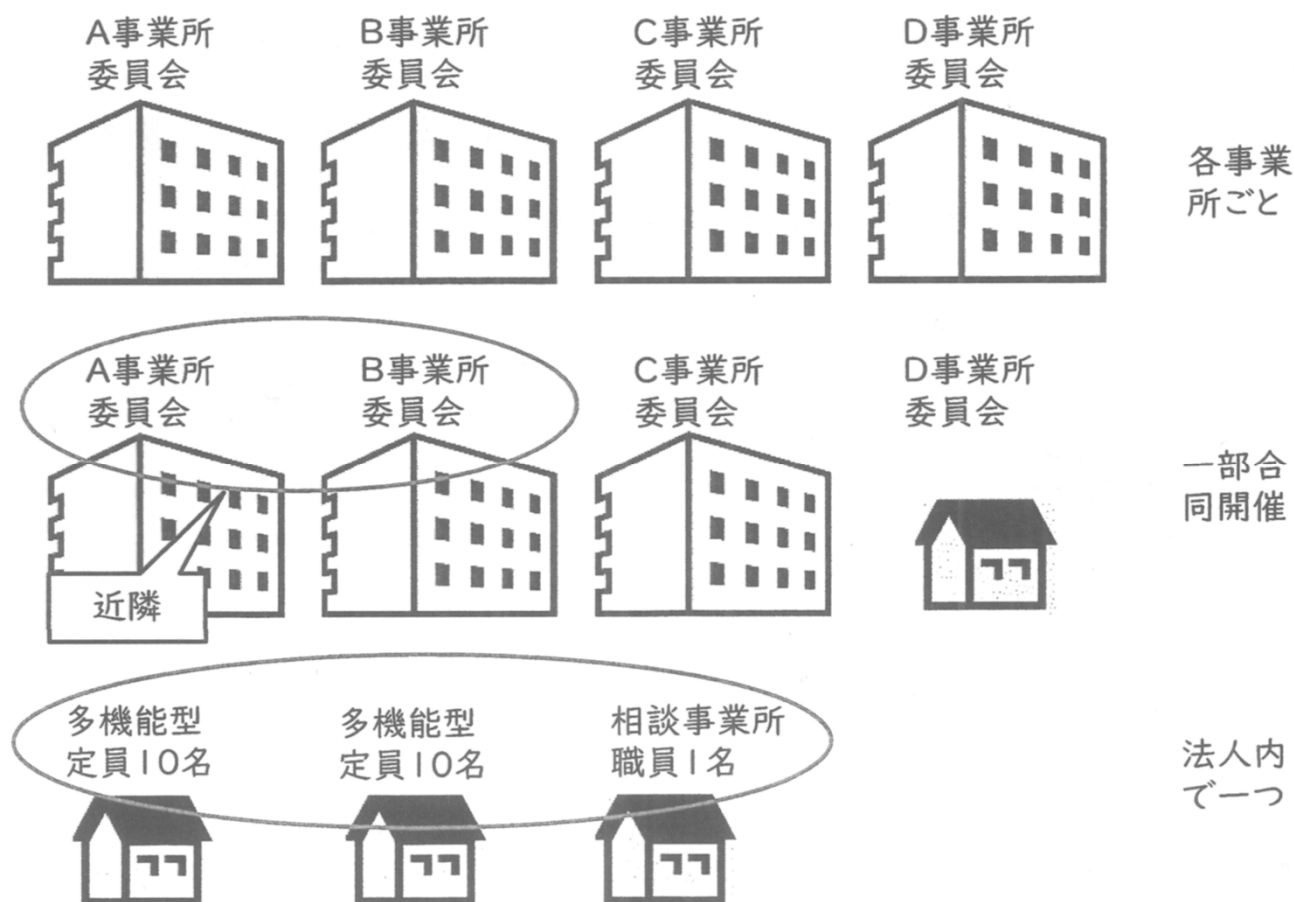 A事業所
委員会
B事業所
委員会
C事業所
委員会
D事業所
委員会
各事業
所ごと
A事業所
委員会
B事業所
委員会
C事業所
委員会
D事業所
委員会
一部合
同開催
近隣
多機能型
定員10名
多機能型
定員10名
相談事業所
職員1名
法人内
で一つ